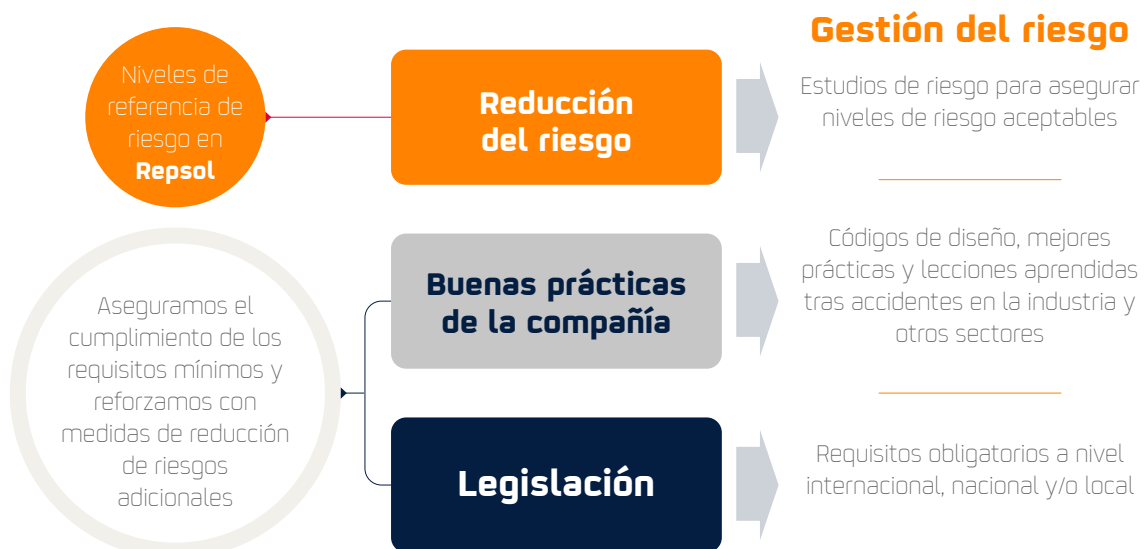 Gestión del riesgo
Niveles de
referencia de
riesgo en
Repsol
Reducción
del riesgo
Estudios de riesgo para asegurar
niveles de riesgo aceptables
Aseguramos el
cumplimiento de los
requisitos mínimos y
reforzamos con
medidas de reducción
de riesgos
adicionales
Buenas prácticas
de la compañía
Códigos de diseño, mejores
prácticas y lecciones aprendidas
tras accidentes en la industria y
otros sectores
Legislación
Requisitos obligatorios a nivel
internacional, nacional y/o local